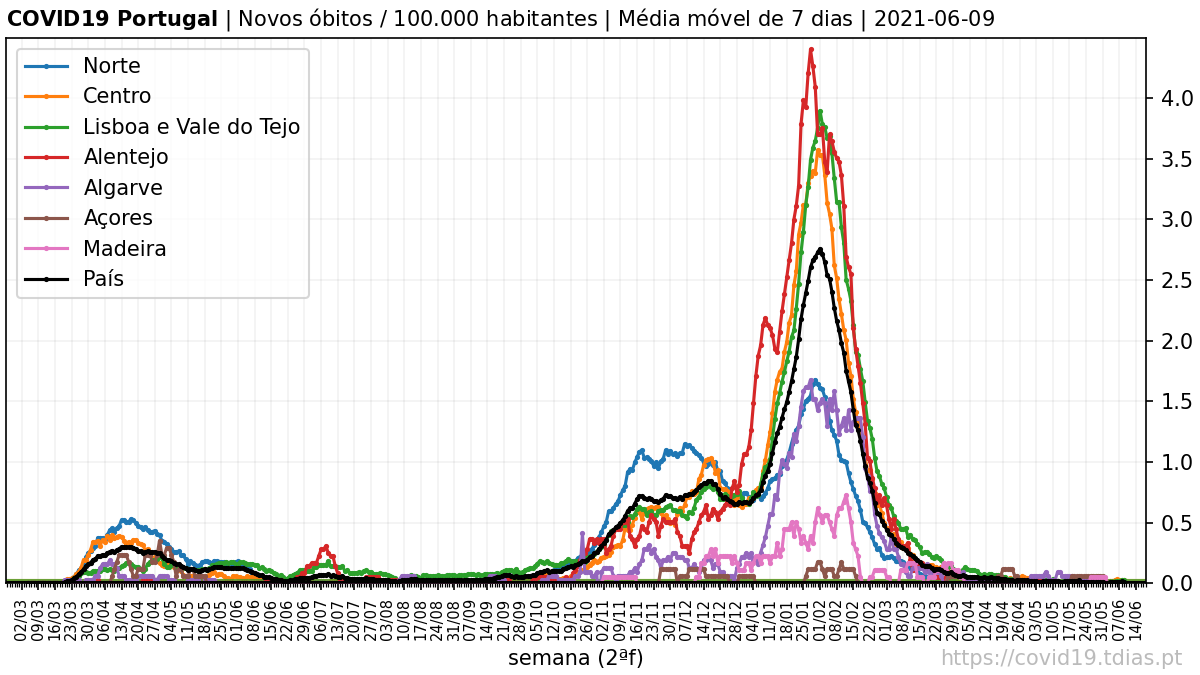 COVID19 Portugal | Novos óbitos / 100.000 habitantes | Média móvel de 7 dias | 2021-06-09
Norte
Centro
Lisboa e Vale do Tejo
Alentejo
Algarve
Açores
Madeira
País
4.0
3.5
3.0
2.5
2.0
1.5
1.0
0.5
0.0
02/03 09/03 16/03 23/03 30/03 06/04 13/04 20/04 27/04 04/05 11/05 18/05 25/05 01/06 08/06 15/06 22/06 29/06 06/07 13/07 20/07 27/07 03/08 10/08 17/08 24/08 31/08 07/09 14/09 21/09 28/09 05/10 12/10 19/10 26/10 02/11 09/11 16/11 23/11 30/11 07/12 14/12 21/12 28/12 04/01 11/01 18/01 25/01 01/02 08/02 15/02 22/02 01/03 08/03 15/03 22/03 29/03 05/04 12/04 19/04 26/04 03/05 10/05 17/05 24/05 31/05 07/06 14/06
semana (2ªf)
https://covid19.tdias.pt